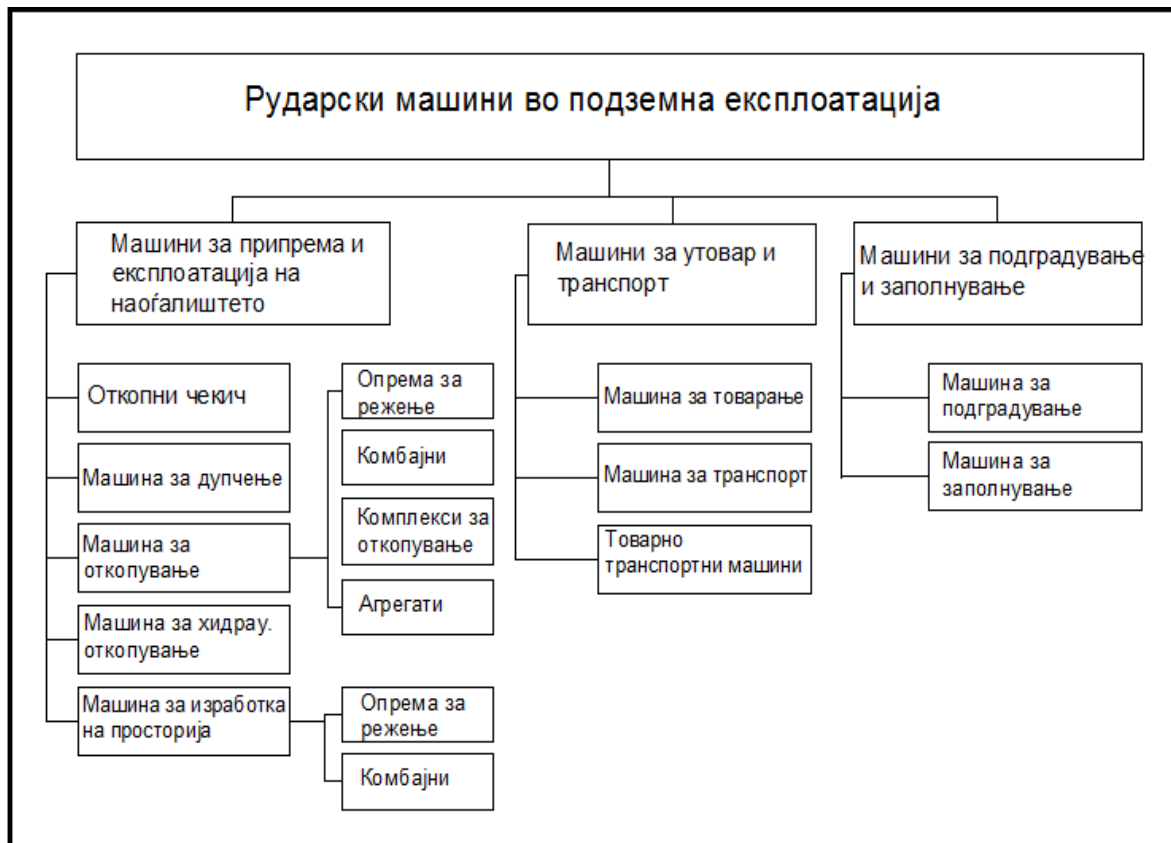 Рударски машини во подземна експлоатација
Машини за припрема и
експлоатација на
наоѓалиштето
Откопни чекич
Машина за дупчење
Машина за
откопување
Машина за хидрау.
откопување
Машина за изработка
на просторија
Опрема за
режење
Комбајни
Комплекси за
откопување
Агрегати
Опрема за
режење
Комбајни
Машини за утовар и
транспорт
Машина за товарање
Машина за транспорт
Товарно
транспортни машини
Машини за подградување
и заполнување
Машина за
подградување
Машина за
заполнување